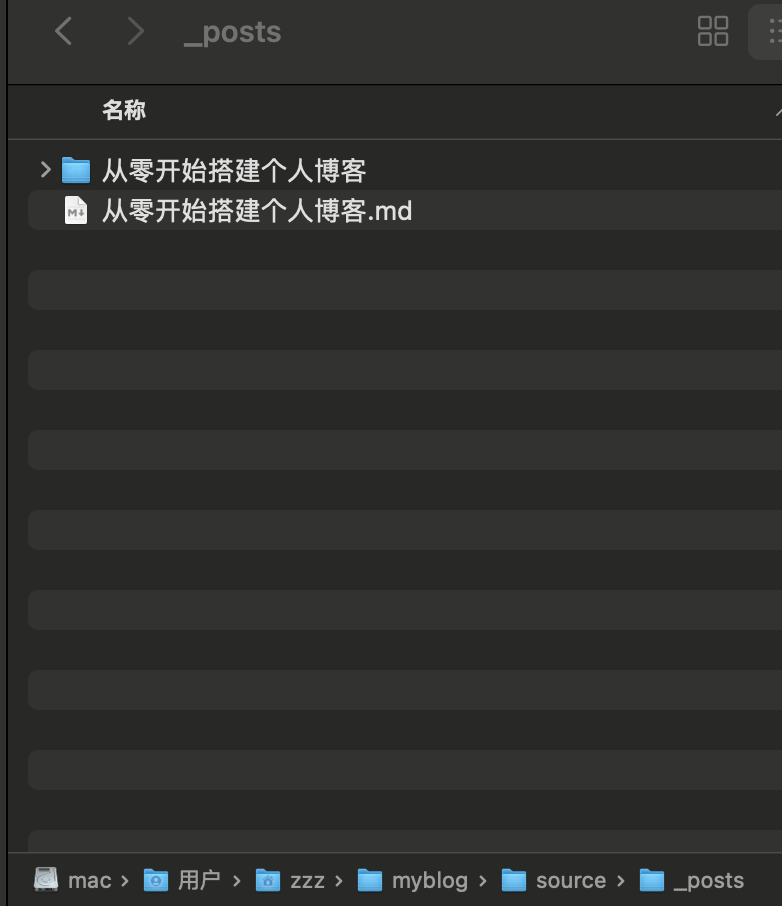 _posts
名称
从零开始搭建个人博客
从零开始搭建个人博客.md
mac › 用户 › zzz › myblog › source › _posts